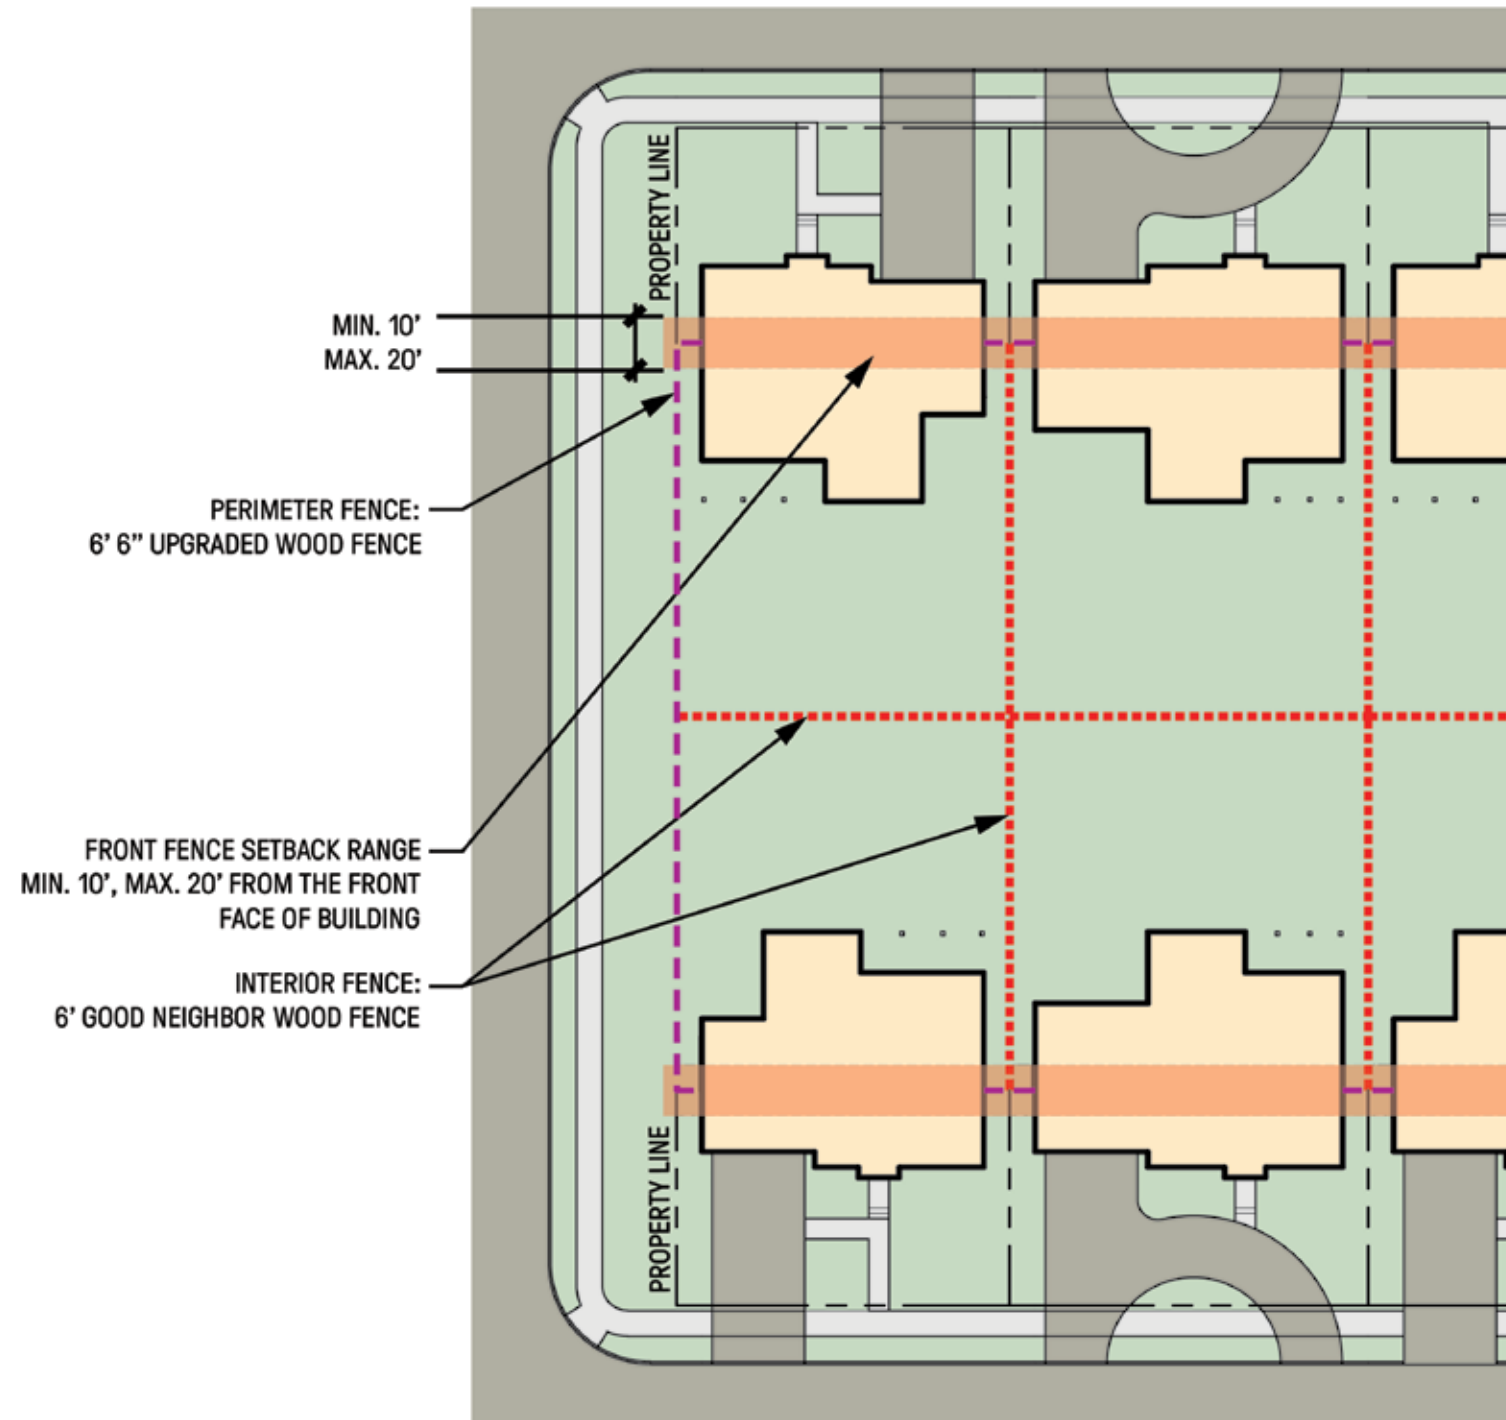 PROPERTY LINE
MIN. 10’
MAX. 20’
PERIMETER FENCE:
6’ 6” UPGRADED WOOD FENCE
FRONT FENCE SETBACK RANGE
MIN. 10’, MAX. 20’ FROM THE FRONT
FACE OF BUILDING
INTERIOR FENCE:
6’ GOOD NEIGHBOR WOOD FENCE
PROPERTY LINE